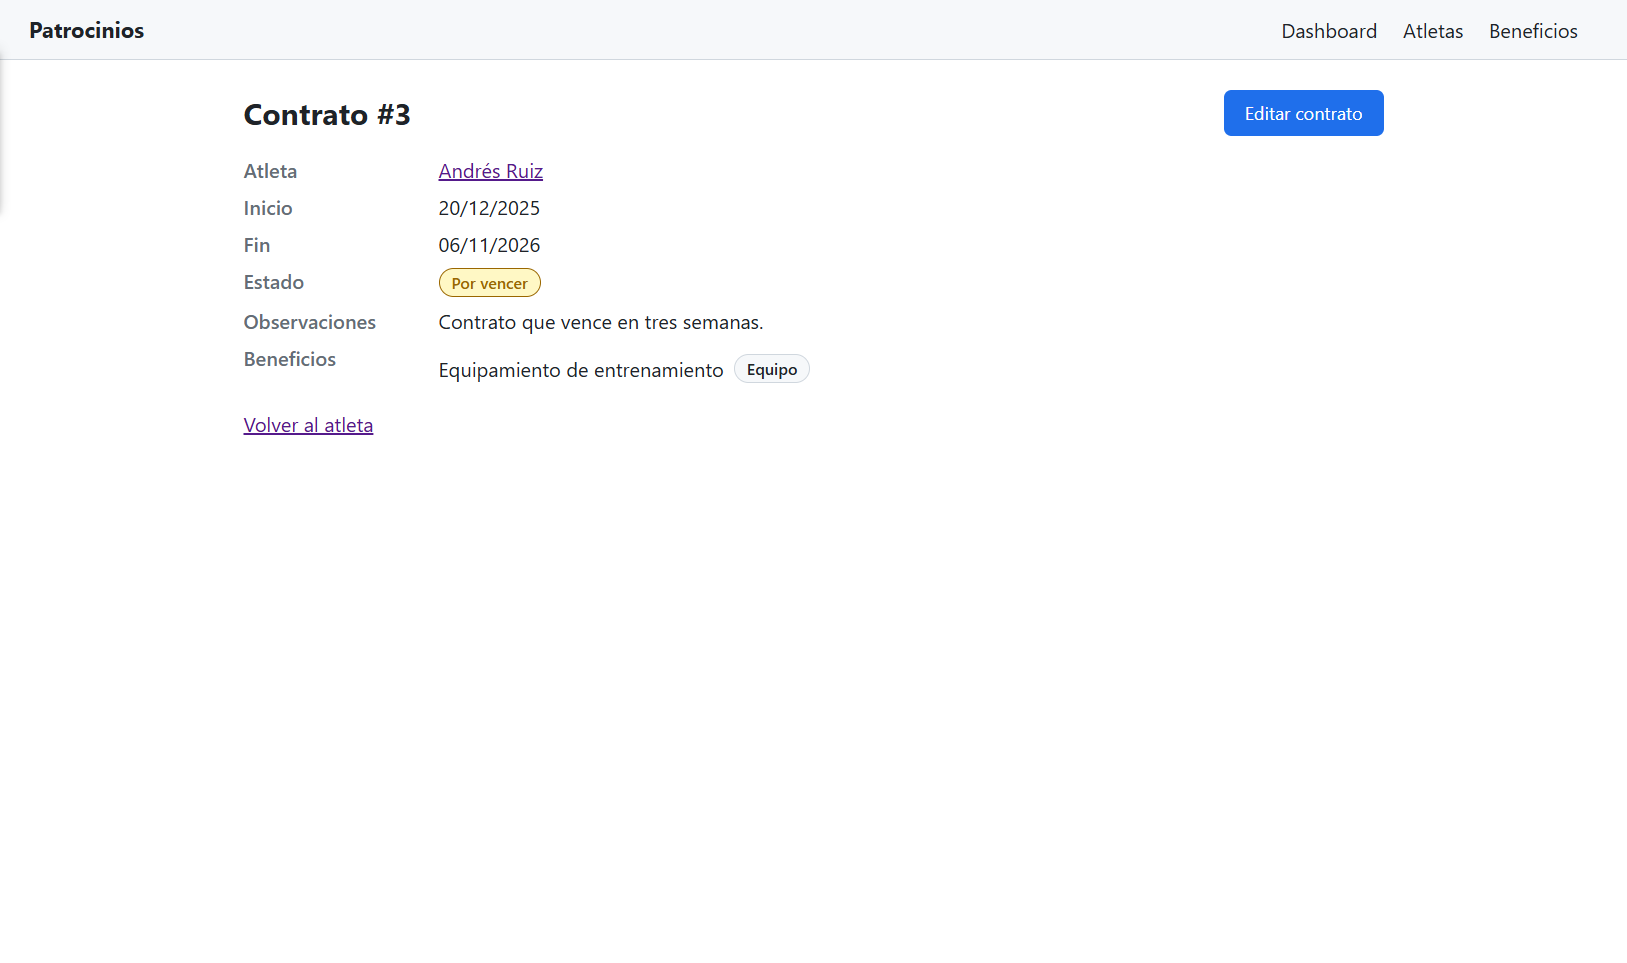 Patrocinios Dashboard Atletas Beneficios
Contrato #3 Editar contrato
Atleta Andrés Ruiz
Inicio 20/12/2025
Fin 06/11/2026
Estado Por vencer
Observaciones Contrato que vence en tres semanas.
Beneficios Equipamiento de entrenamiento Equipo
Volver al atleta